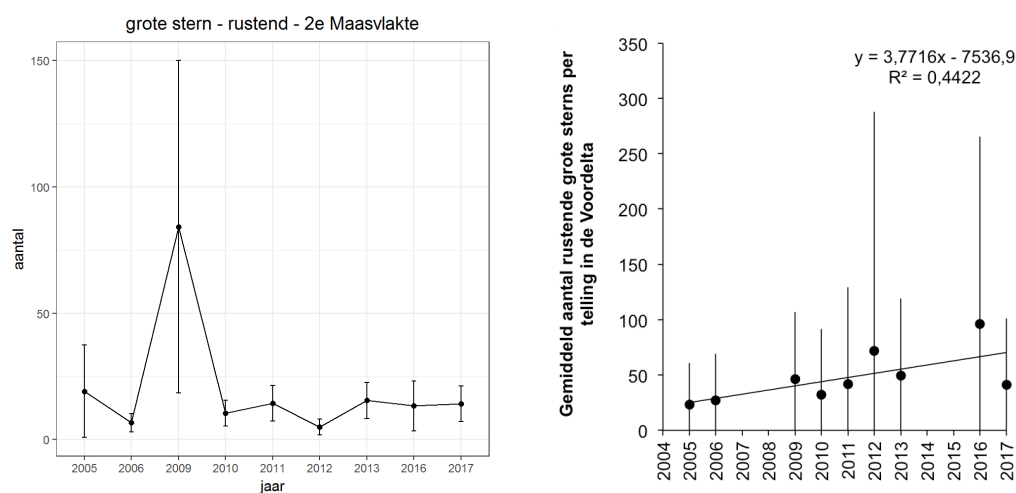 grote stern - rustend - 2e Maasvlakte
150
100
50
0
aantal
2005 2006 2009 2010 2011 2012 2013 2016 2017
jaar
Gemiddeld aantal rustende grote sterns per
telling in de Voordelta
350
300
250
200
150
100
50
0
y = 3,7716x - 7536,9
R² = 0,4422
2004 2005 2006 2007 2008 2009 2010 2011 2012 2013 2014 2015 2016 2017